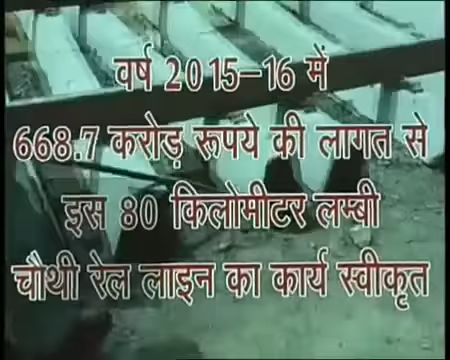 वर्ष 2015-16 में
668.7 करोड़ रूपये की लागत से
इस 80 किलोमीटर लम्बी
चौथी रेल लाइन का कार्य स्वीकृत